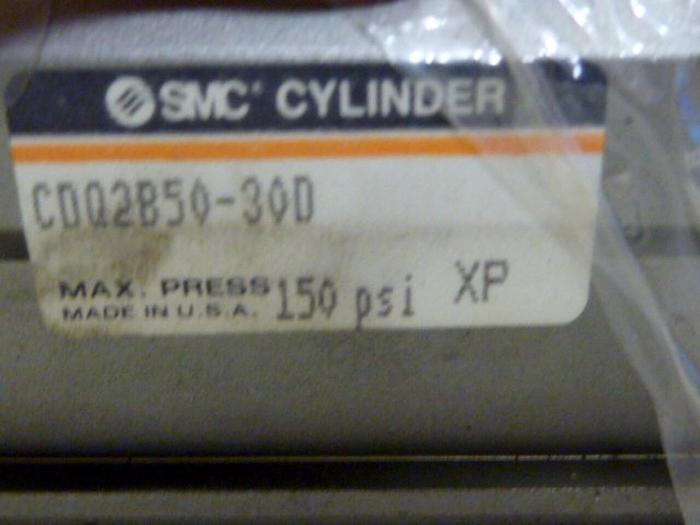 SMC CYLINDER
CDQ2B50-30D
MAX. PRESS 150 psi XP
MADE IN U.S.A.